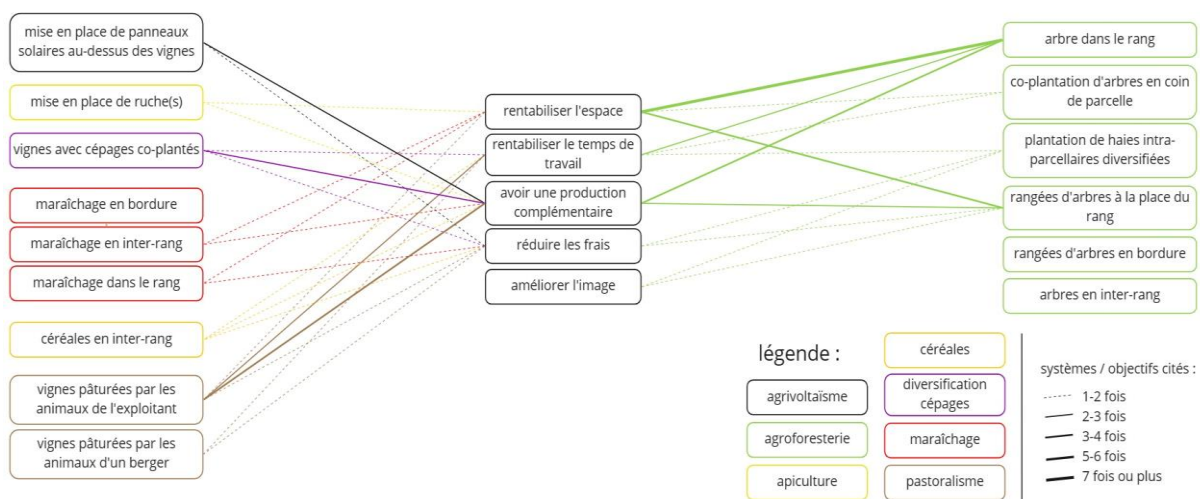 mise en place de panneaux
solaires au-dessus des vignes
mise en place de ruche(s)
vignes avec cépages co-plantés
maraîchage en bordure
maraîchage en inter-rang
maraîchage dans le rang
céréales en inter-rang
vignes pâturées par les
animaux de l'exploitant
vignes pâturées par les
animaux d'un berger
rentabiliser l'espace
rentabiliser le temps de
travail
avoir une production
complémentaire
réduire les frais
améliorer l'image
arbre dans le rang
co-plantation d'arbres en coin
de parcelle
plantation de haies intra-
parcellaires diversifiées
rangées d'arbres à la place du
rang
rangées d'arbres en bordure
arbres en inter-rang
légende :
agrivoltaïsme
agroforesterie
apiculture
céréales
diversification
cépages
maraîchage
pastoralisme
systèmes / objectifs cités :
1-2 fois
2-3 fois
3-4 fois
5-6 fois
7 fois ou plus